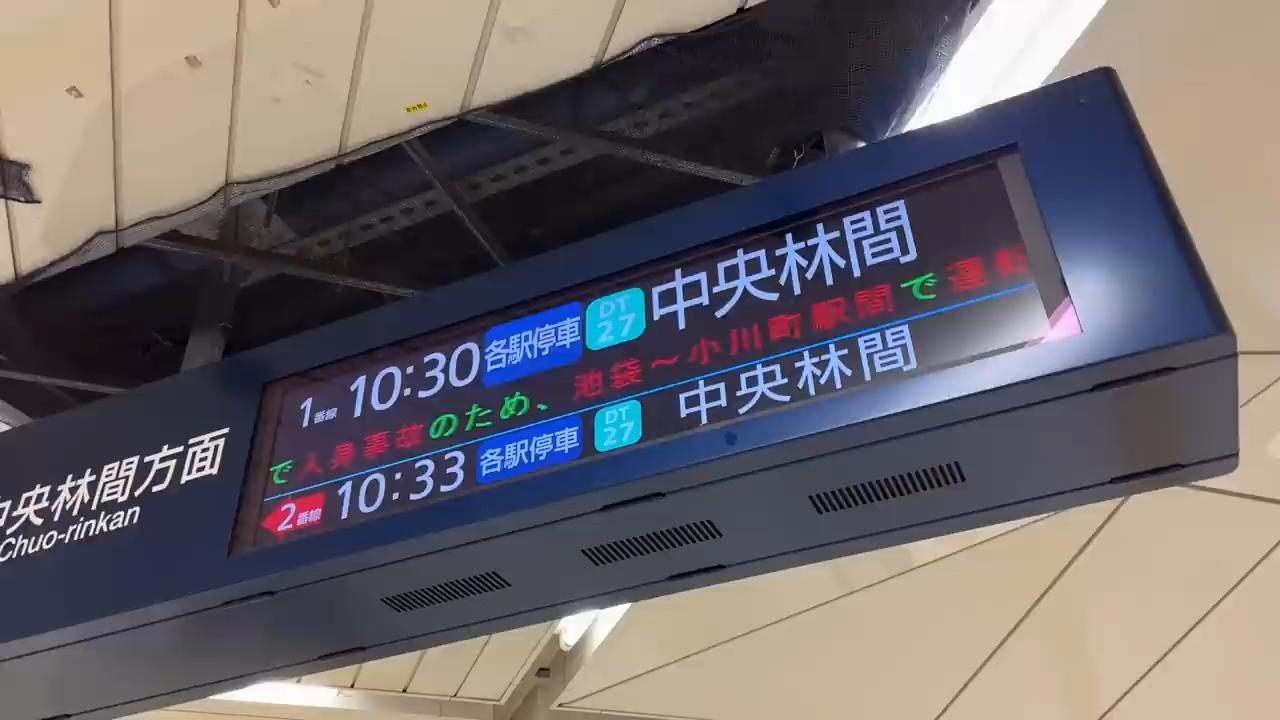 中央林間方面
Chuo-rinkan
1番線 10:30 各駅停車 DT 27 中央林間
で人身事故のため、池袋～小川町駅間で運転
2番線 10:33 各駅停車 DT 27 中央林間